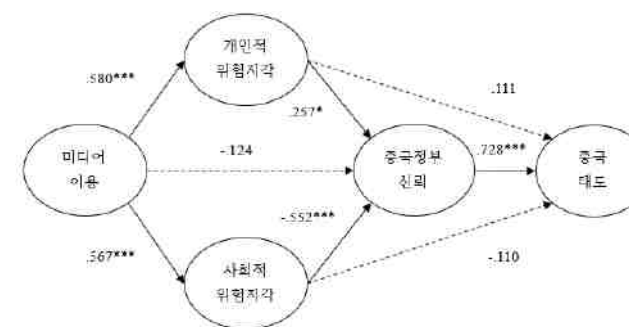 개인적
위험지각
.580***
.111
.257*
미디어
이용
-.124
중국정부
신뢰
.728***
중국
태도
-.552***
.567***
사회적
위험지각
-.110